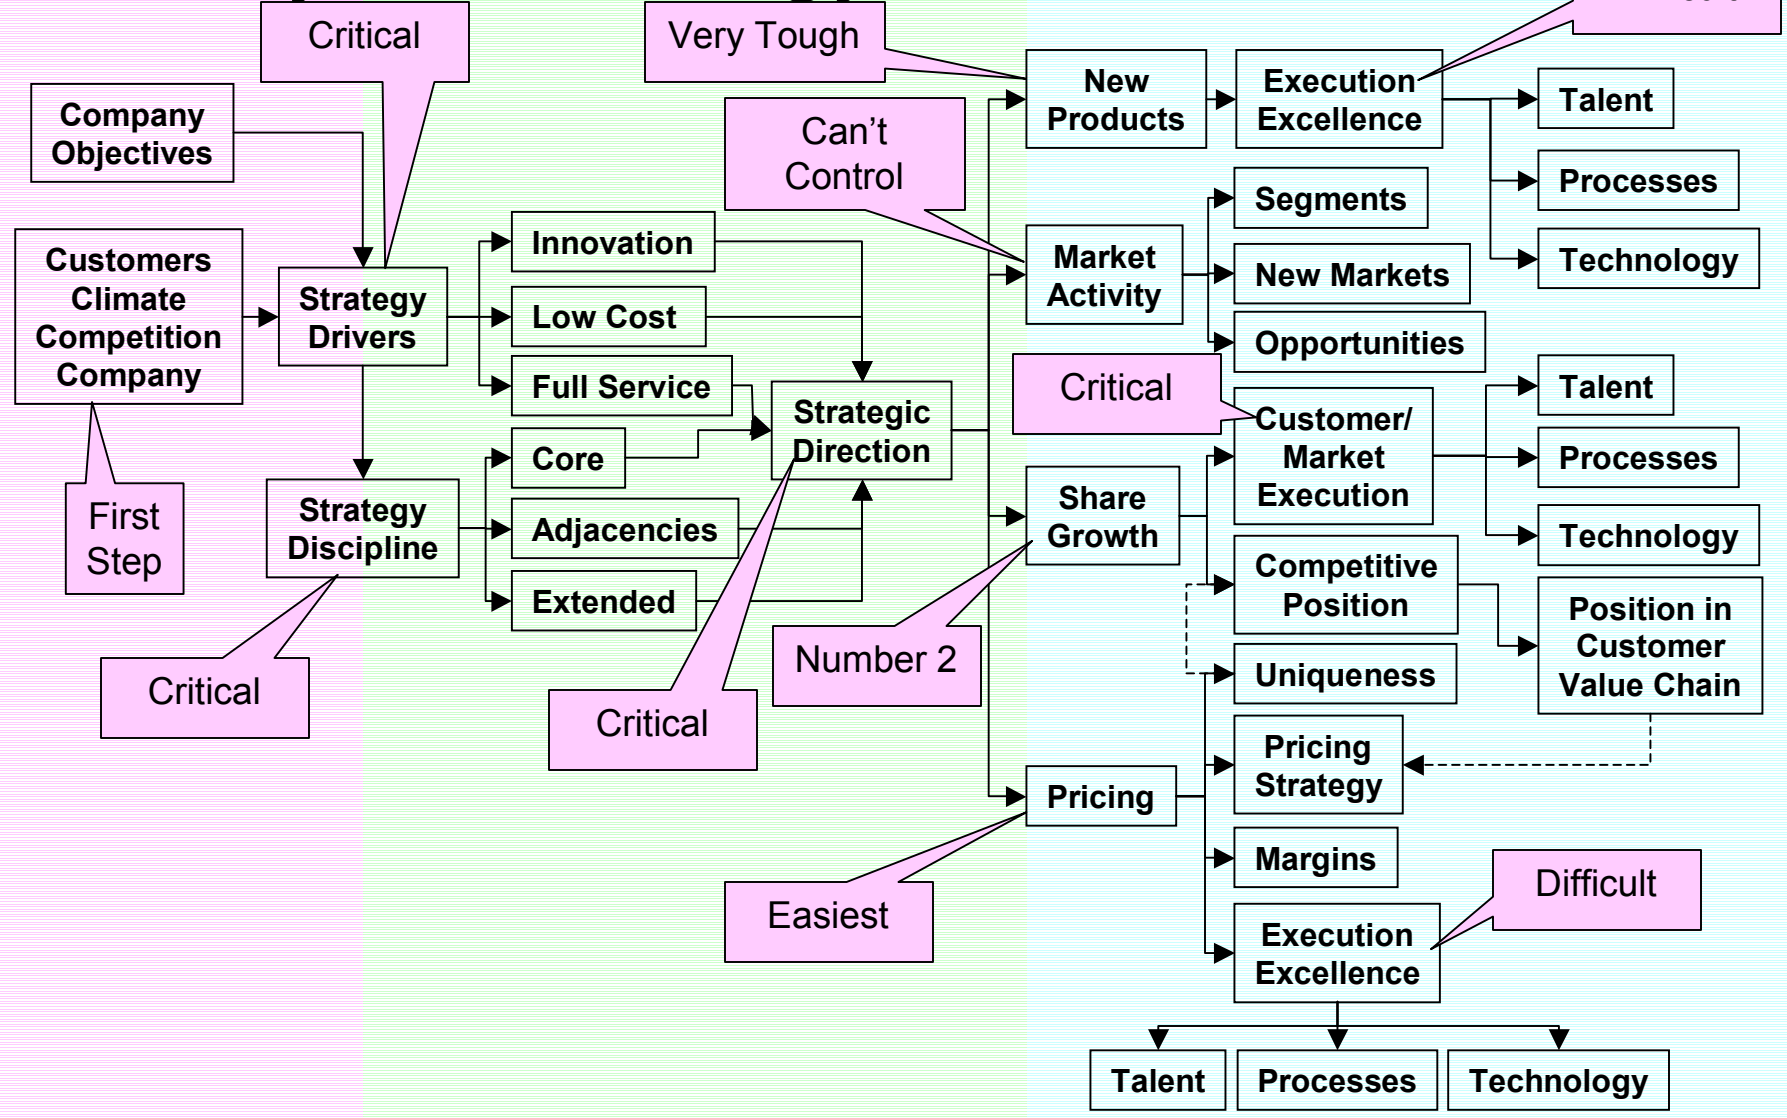 Critical
Very Tough
Company
Objectives
Can't
Control
New
Products
Execution
Excellence
Talent
Processes
Technology
Customers
Climate
Competition
Company
Strategy
Drivers
Innovation
Low Cost
Full Service
Market
Activity
Segments
New Markets
Opportunities
First
Step
Strategy
Discipline
Core
Adjacencies
Extended
Strategic
Direction
Critical
Customer/
Market
Execution
Talent
Processes
Technology
Share
Growth
Competitive
Position
Position in
Customer
Value Chain
Critical
Critical
Number 2
Uniqueness
Pricing
Strategy
Pricing
Margins
Easiest
Difficult
Execution
Excellence
Talent
Processes
Technology